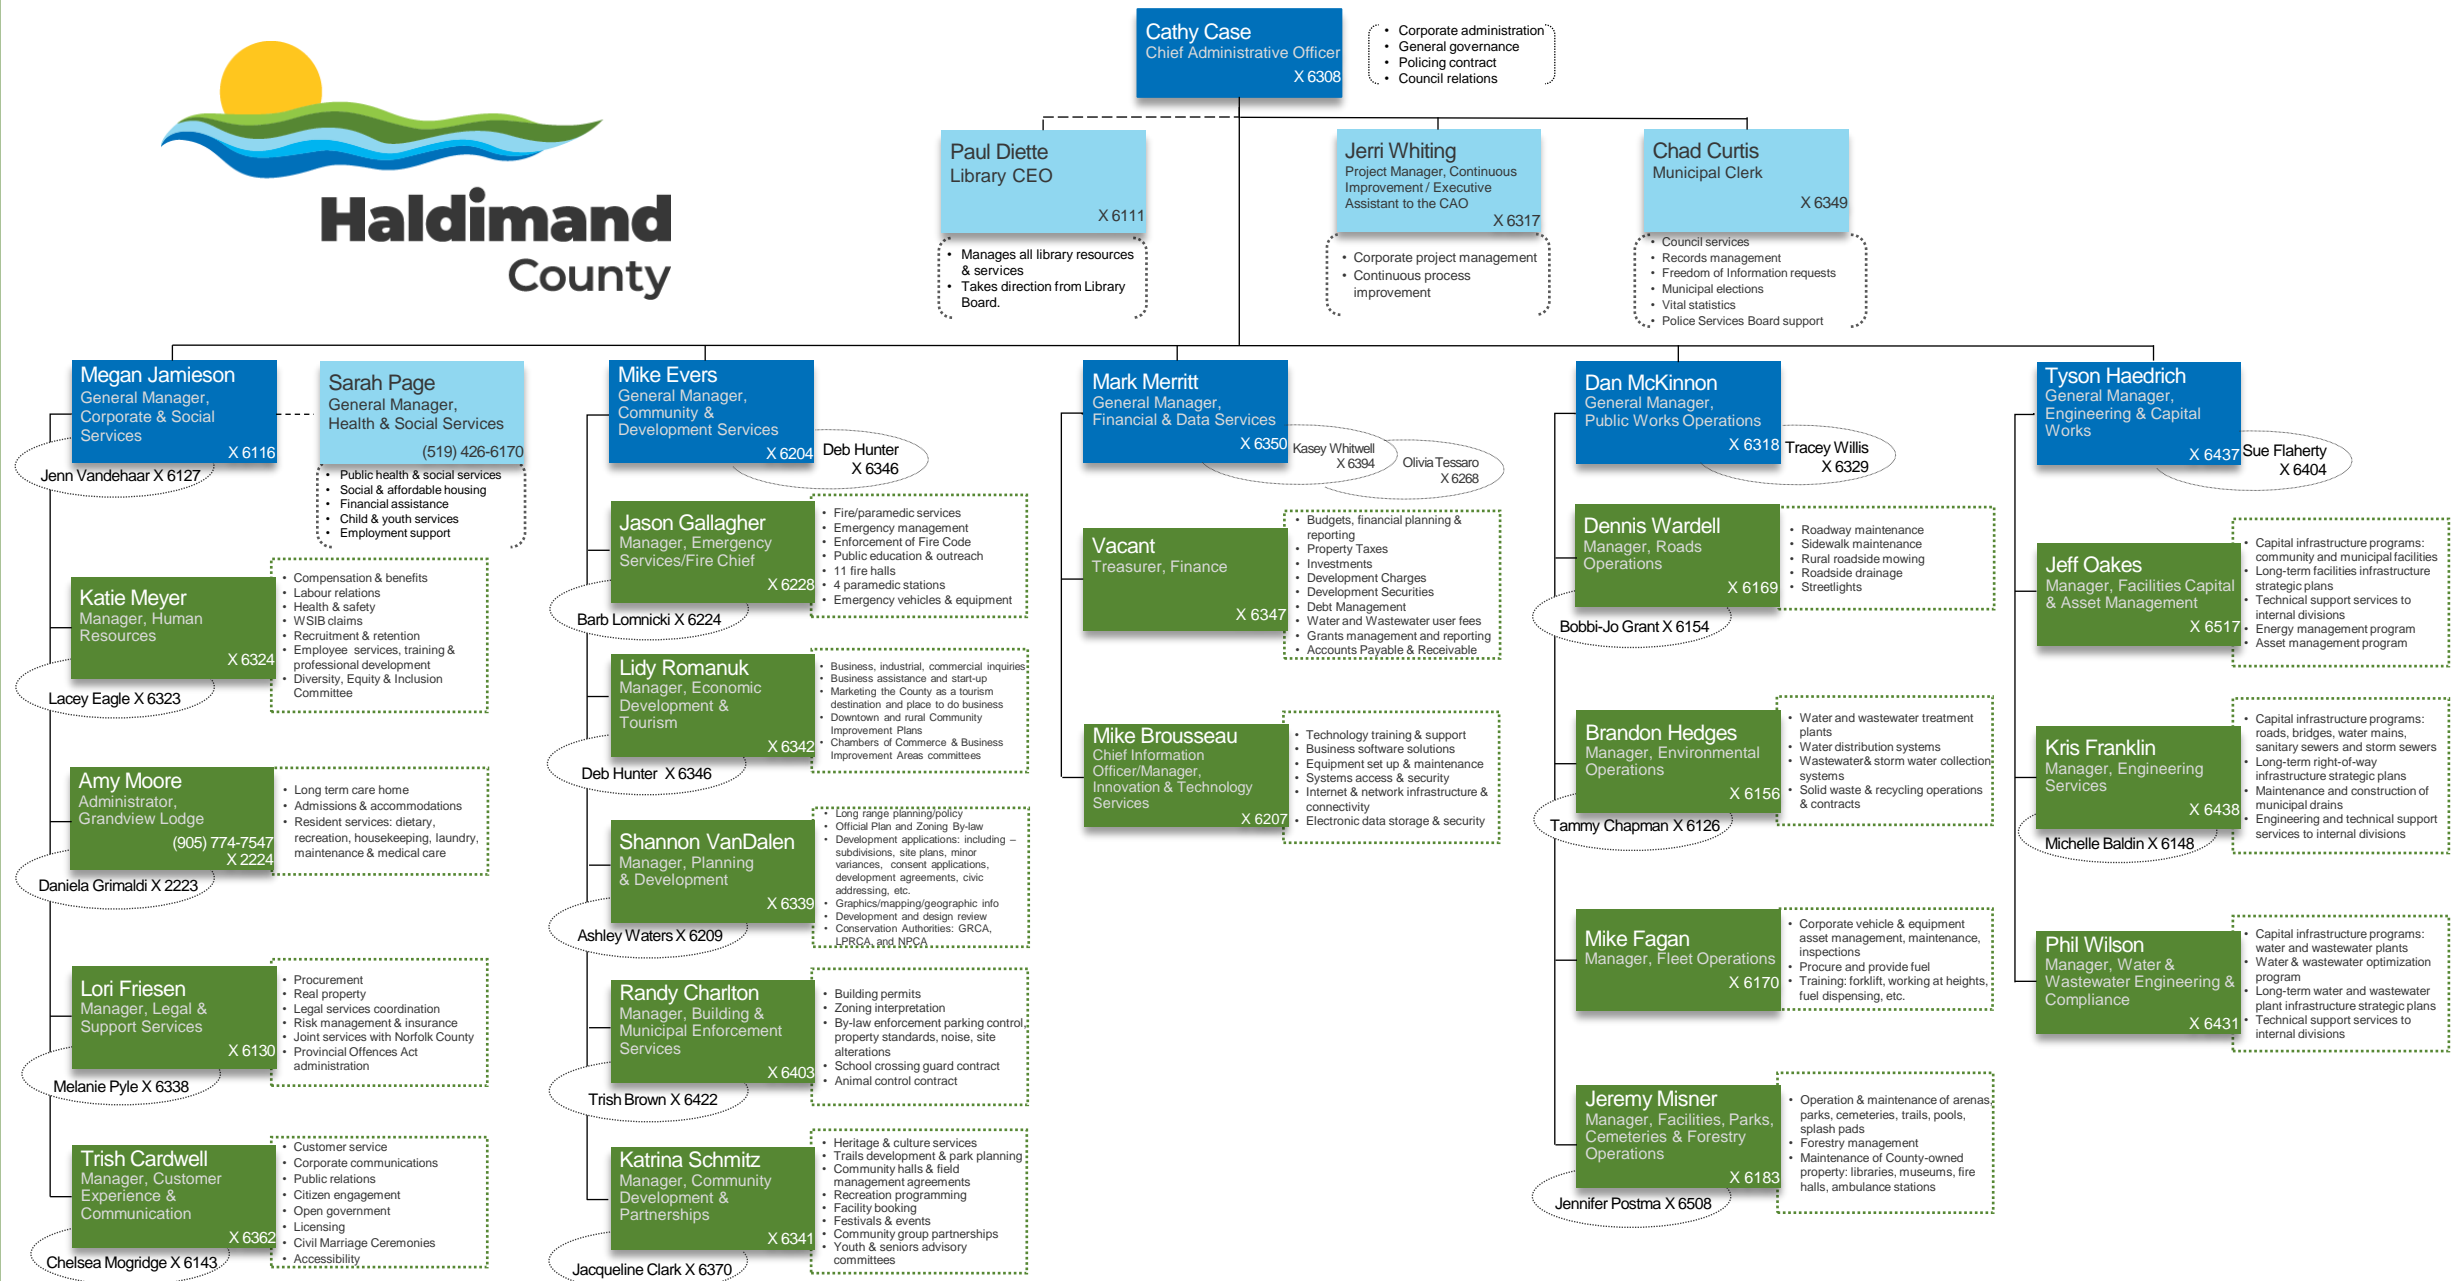 Cathy Case
Chief Administrative Officer
X 6308
• Corporate administration
• General governance
• Policing contract
• Council relations
Haldimand
County
Paul Diette
Library CEO
X 6111
• Manages all library resources
& services
• Takes direction from Library
Board.
Jerri Whiting
Project Manager, Continuous
Improvement / Executive
Assistant to the CAO
X 6317
• Corporate project management
• Continuous process
improvement
Chad Curtis
Municipal Clerk
X 6349
• Council services
• Records management
• Freedom of Information requests
• Municipal elections
• Vital statistics
• Police Services Board support
Megan Jamieson
General Manager,
Corporate & Social
Services
X 6116
Jenn Vandehaar X 6127
Sarah Page
General Manager,
Health & Social Services
(519) 426-6170
• Public health & social services
• Social & affordable housing
• Financial assistance
• Child & youth services
• Employment support
Katie Meyer
Manager, Human
Resources
X 6324
Lacey Eagle X 6323
• Compensation & benefits
• Labour relations
• Health & safety
• WSIB claims
• Recruitment & retention
• Employee services, training &
professional development
• Diversity, Equity & Inclusion
Committee
Amy Moore
Administrator,
Grandview Lodge
(905) 774-7547
X 2224
Daniela Grimaldi X 2223
• Long term care home
• Admissions & accommodations
• Resident services: dietary,
recreation, housekeeping, laundry,
maintenance & medical care
Lori Friesen
Manager, Legal &
Support Services
X 6130
Melanie Pyle X 6338
• Procurement
• Real property
• Legal services coordination
• Risk management & insurance
• Joint services with Norfolk County
• Provincial Offences Act
administration
Trish Cardwell
Manager, Customer
Experience &
Communication
X 6362
Chelsea Mogridge X 6143
• Customer service
• Corporate communications
• Public relations
• Citizen engagement
• Open government
• Licensing
• Civil Marriage Ceremonies
• Accessibility
Mike Evers
General Manager,
Community &
Development Services
X 6204
Deb Hunter
X 6346
Jason Gallagher
Manager, Emergency
Services/Fire Chief
X 6228
Barb Lomnicki X 6224
• Fire/paramedic services
• Emergency management
• Enforcement of Fire Code
• Public education & outreach
• 11 fire halls
• 4 paramedic stations
• Emergency vehicles & equipment
Lidy Romanuk
Manager, Economic
Development &
Tourism
X 6342
Deb Hunter X 6346
• Business, industrial, commercial inquiries
• Business assistance and start-up
• Marketing the County as a tourism
destination and place to do business
• Downtown and rural Community
Improvement Plans
• Chambers of Commerce & Business
Improvement Areas committees
Shannon VanDalen
Manager, Planning
& Development
X 6339
Ashley Waters X 6209
• Long range planning/policy
• Official Plan and Zoning By-law
• Development applications: including –
subdivisions, site plans, minor
variances, consent applications,
development agreements, civic
addressing, etc.
• Graphics/mapping/geographic info
• Development and design review
• Conservation Authorities: GRCA,
LPRCA, and NPCA
Randy Charlton
Manager, Building &
Municipal Enforcement
Services
X 6403
Trish Brown X 6422
• Building permits
• Zoning interpretation
• By-law enforcement parking control,
property standards, noise, site
alterations
• School crossing guard contract
• Animal control contract
Katrina Schmitz
Manager, Community
Development &
Partnerships
X 6341
Jacqueline Clark X 6370
• Heritage & culture services
• Trails development & park planning
• Community halls & field
management agreements
• Recreation programming
• Facility booking
• Festivals & events
• Community group partnerships
• Youth & seniors advisory
committees
Mark Merritt
General Manager,
Financial & Data Services
X 6350
Kasey Whitwell
X 6394
Olivia Tessaro
X 6268
Vacant
Treasurer, Finance
X 6347
• Budgets, financial planning &
reporting
• Property Taxes
• Investments
• Development Charges
• Development Securities
• Debt Management
• Water and Wastewater user fees
• Grants management and reporting
• Accounts Payable & Receivable
Mike Brousseau
Chief Information
Officer/Manager,
Innovation & Technology
Services
X 6207
• Technology training & support
• Business software solutions
• Equipment set up & maintenance
• Systems access & security
• Internet & network infrastructure &
connectivity
• Electronic data storage & security
Dan McKinnon
General Manager,
Public Works Operations
X 6318
Tracey Willis
X 6329
Dennis Wardell
Manager, Roads
Operations
X 6169
Bobbi-Jo Grant X 6154
• Roadway maintenance
• Sidewalk maintenance
• Rural roadside mowing
• Roadside drainage
• Streetlights
Brandon Hedges
Manager, Environmental
Operations
X 6156
Tammy Chapman X 6126
• Water and wastewater treatment
plants
• Water distribution systems
• Wastewater& storm water collection
systems
• Solid waste & recycling operations
& contracts
Mike Fagan
Manager, Fleet Operations
X 6170
• Corporate vehicle & equipment
asset management, maintenance,
inspections
• Procure and provide fuel
• Training: forklift, working at heights,
fuel dispensing, etc.
Jeremy Misner
Manager, Facilities, Parks,
Cemeteries & Forestry
Operations
X 6183
Jennifer Postma X 6508
• Operation & maintenance of arenas,
parks, cemeteries, trails, pools,
splash pads
• Forestry management
• Maintenance of County-owned
property: libraries, museums, fire
halls, ambulance stations
Tyson Haedrich
General Manager,
Engineering & Capital
Works
X 6437
Sue Flaherty
X 6404
Jeff Oakes
Manager, Facilities Capital
& Asset Management
X 6517
• Capital infrastructure programs:
community and municipal facilities
• Long-term facilities infrastructure
strategic plans
• Technical support services to
internal divisions
• Energy management program
• Asset management program
Kris Franklin
Manager, Engineering
Services
X 6438
Michelle Baldin X 6148
• Capital infrastructure programs:
roads, bridges, water mains,
sanitary sewers and storm sewers
• Long-term right-of-way
infrastructure strategic plans
• Maintenance and construction of
municipal drains
• Engineering and technical support
services to internal divisions
Phil Wilson
Manager, Water &
Wastewater Engineering &
Compliance
X 6431
• Capital infrastructure programs:
water and wastewater plants
• Water & wastewater optimization
program
• Long-term water and wastewater
plant infrastructure strategic plans
• Technical support services to
internal divisions